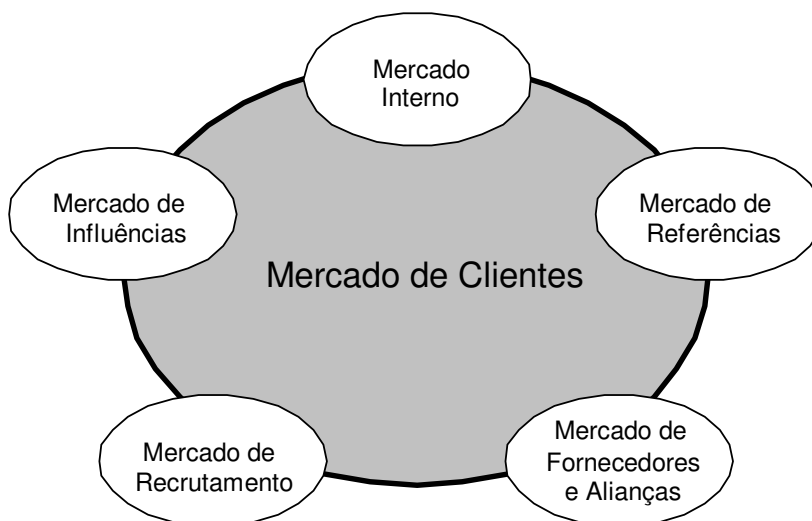 Mercado
Interno
Mercado de
Influências
Mercado de
Referências
Mercado de Clientes
Mercado de
Recrutamento
Mercado de
Fornecedores
e Alianças